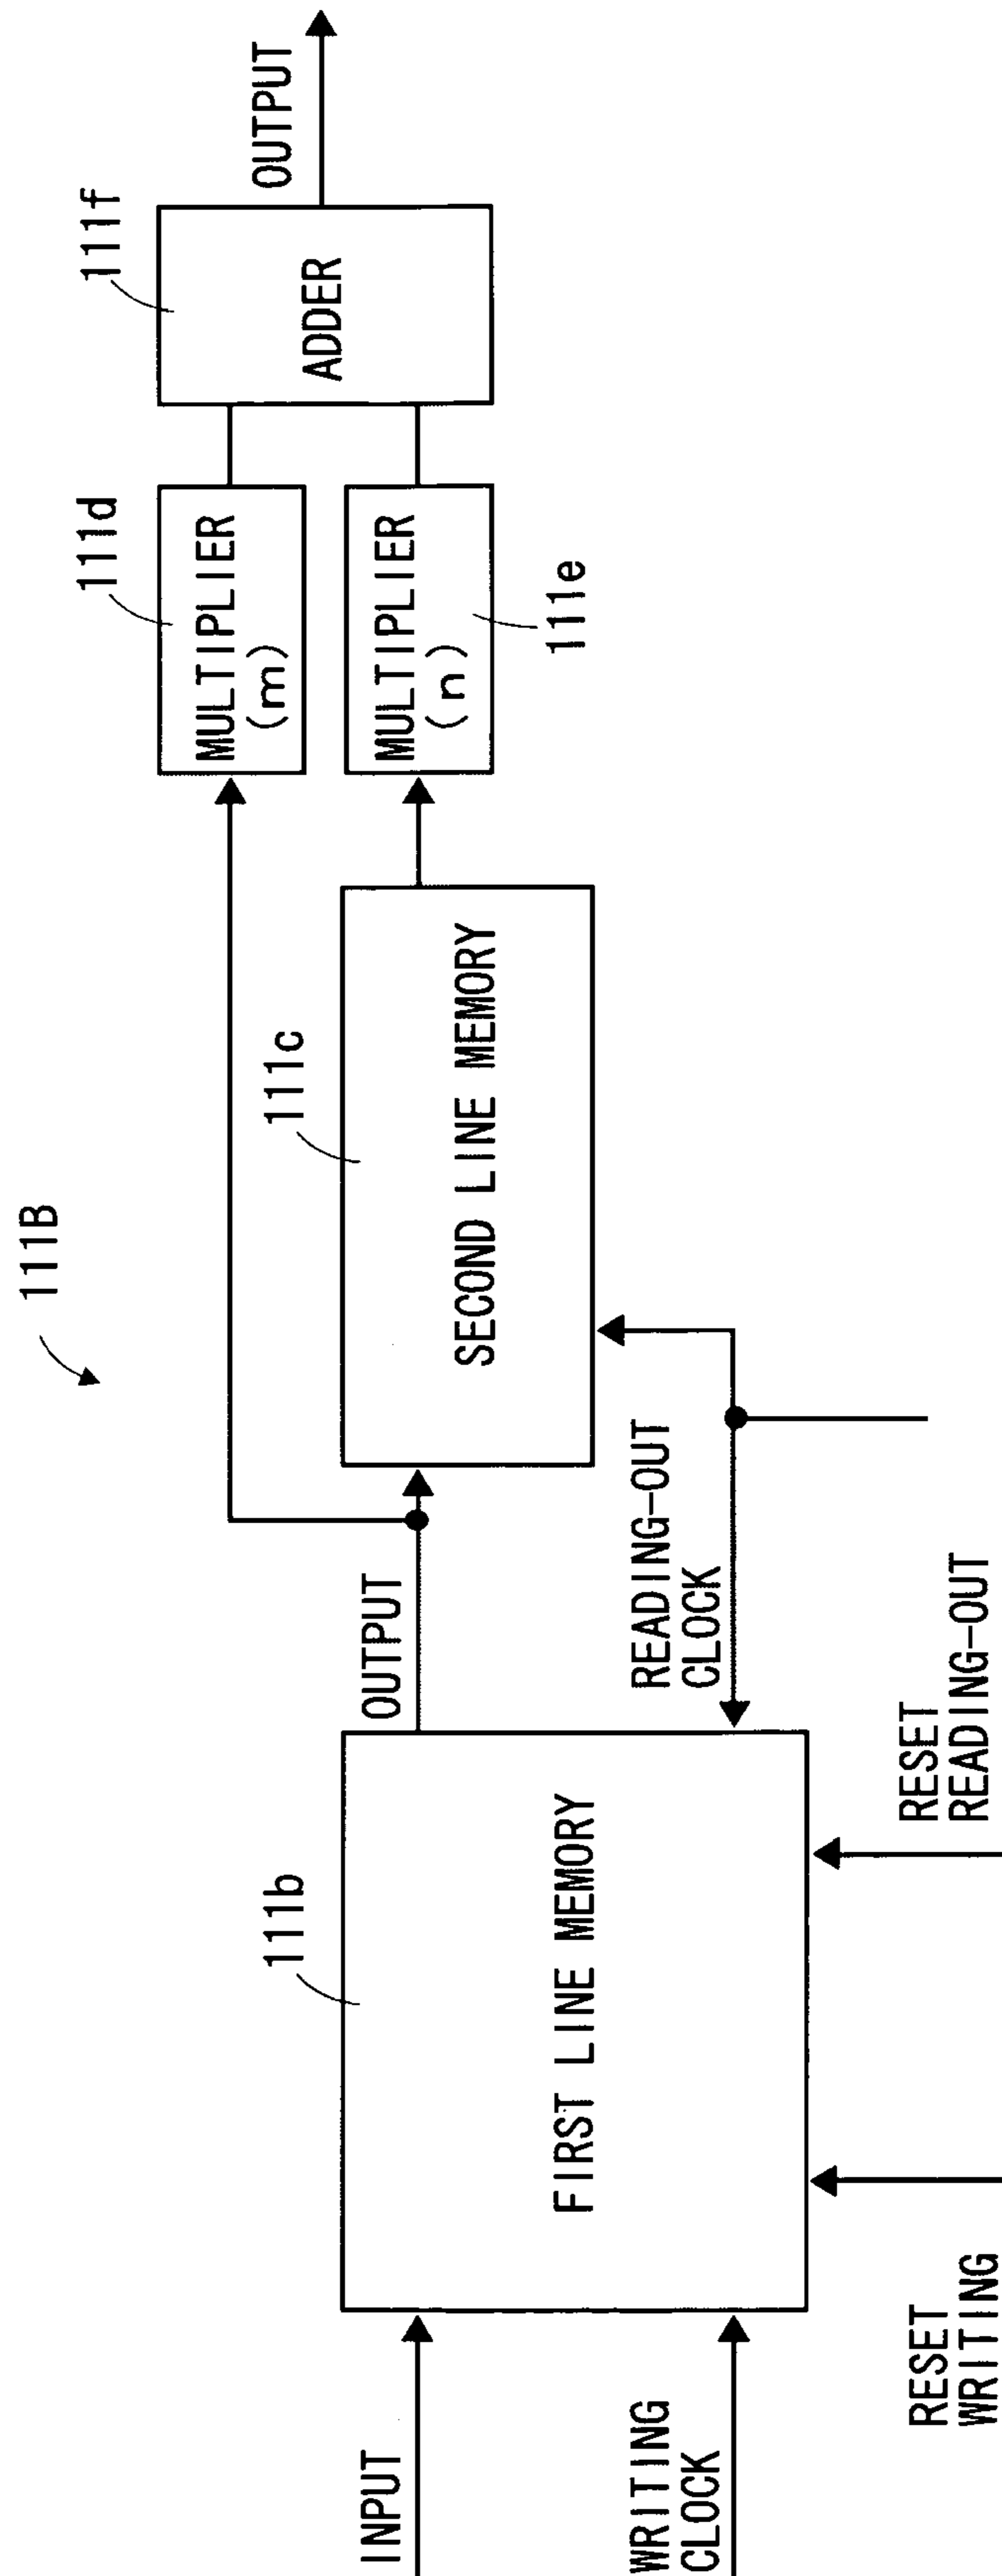 111B
INPUT
WRITING
CLOCK
111b
FIRST LINE MEMORY
RESET
WRITING
RESET
READING-OUT
OUTPUT
READING-OUT
CLOCK
111c
SECOND LINE MEMORY
111d
MULTIPLIER
(m)
MULTIPLIER
(n)
111e
111f
ADDER
OUTPUT